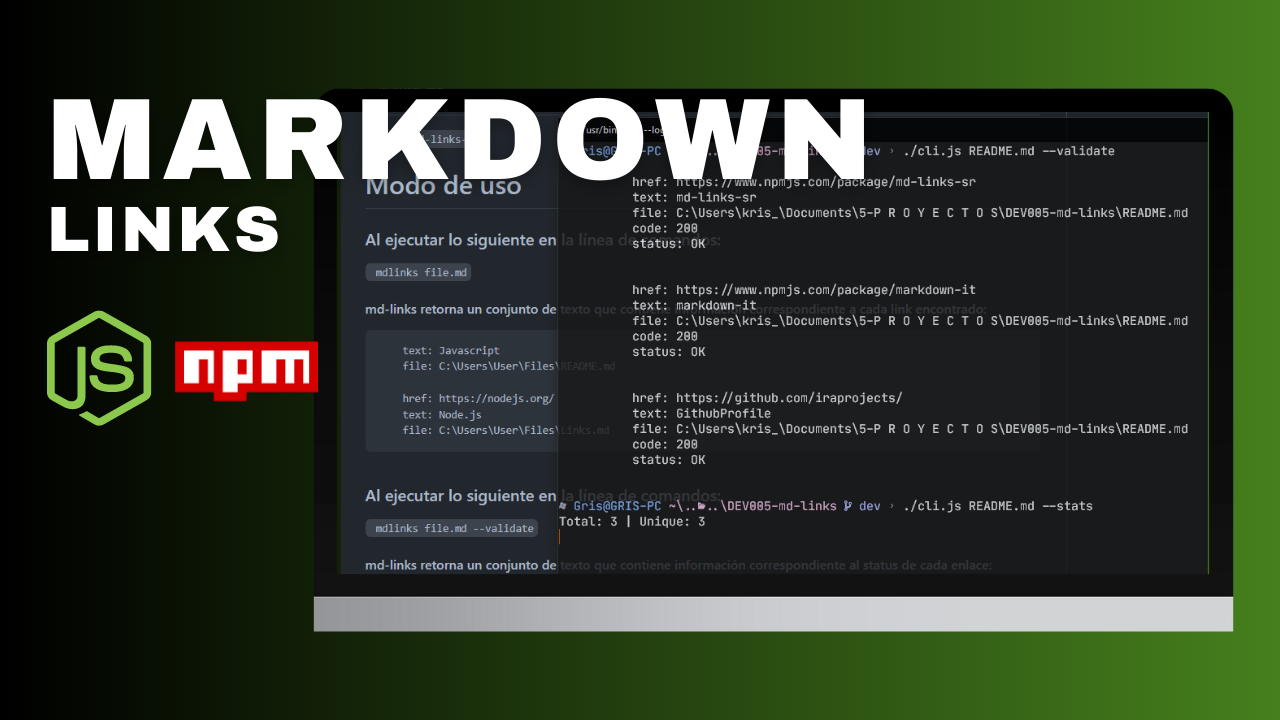 MARKDOWN
LINKS
JS
npm
Modo de uso
Al ejecutar lo siguiente en la línea de comandos:
mdlinks file.md
md-links retorna un conjunto de texto que contiene información correspondiente a cada link encontrado:
text: Javascript
file: C:\Users\User\Files\README.md
href: https://nodejs.org/
text: Node.js
file: C:\Users\User\Files\Links.md
Al ejecutar lo siguiente en la línea de comandos:
mdlinks file.md --validate
md-links retorna un conjunto de texto que contiene información correspondiente al status de cada enlace:
dev › ./cli.js README.md --validate
href: https://www.npmjs.com/package/md-links-sr
text: md-links-sr
file: C:\Users\kris_\Documents\5-P R O Y E C T O S\DEV005-md-links\README.md
code: 200
status: OK
href: https://www.npmjs.com/package/markdown-it
text: markdown-it
file: C:\Users\kris_\Documents\5-P R O Y E C T O S\DEV005-md-links\README.md
code: 200
status: OK
href: https://github.com/iraprojects/
text: GithubProfile
file: C:\Users\kris_\Documents\5-P R O Y E C T O S\DEV005-md-links\README.md
code: 200
status: OK
Gris@GRIS-PC ~\..\..\DEV005-md-links dev › ./cli.js README.md --stats
Total: 3 | Unique: 3